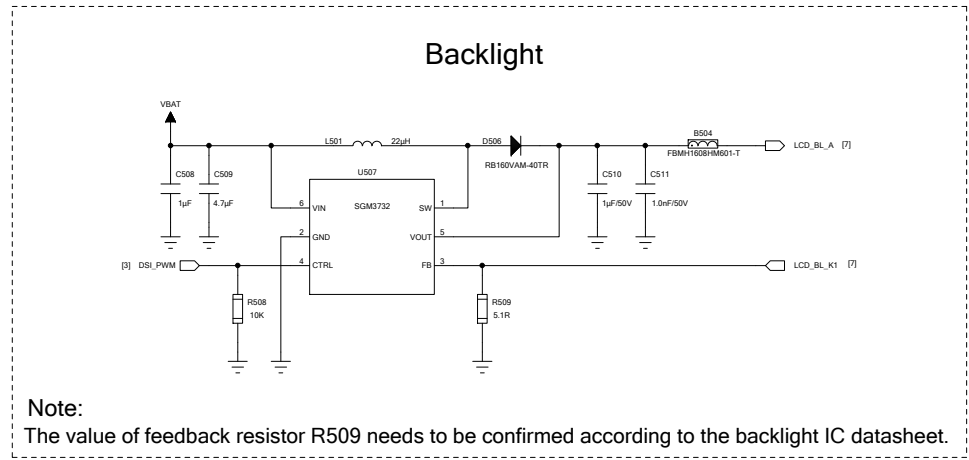 Backlight
VBAT
L501 22μH D506 B504
LCD_BL_A [7]
RB160VAM-40TR FBMH1608HM601-T
U507
C508 C509 C510 C511
1μF 4.7μF 1μF/50V 1.0nF/50V
SGM3732
6 VIN SW 1
2 GND VOUT 5
[3] DSI_PWM 4 CTRL FB 3 LCD_BL_K1 [7]
R508 R509
10K 5.1R
Note:
The value of feedback resistor R509 needs to be confirmed according to the backlight IC datasheet.